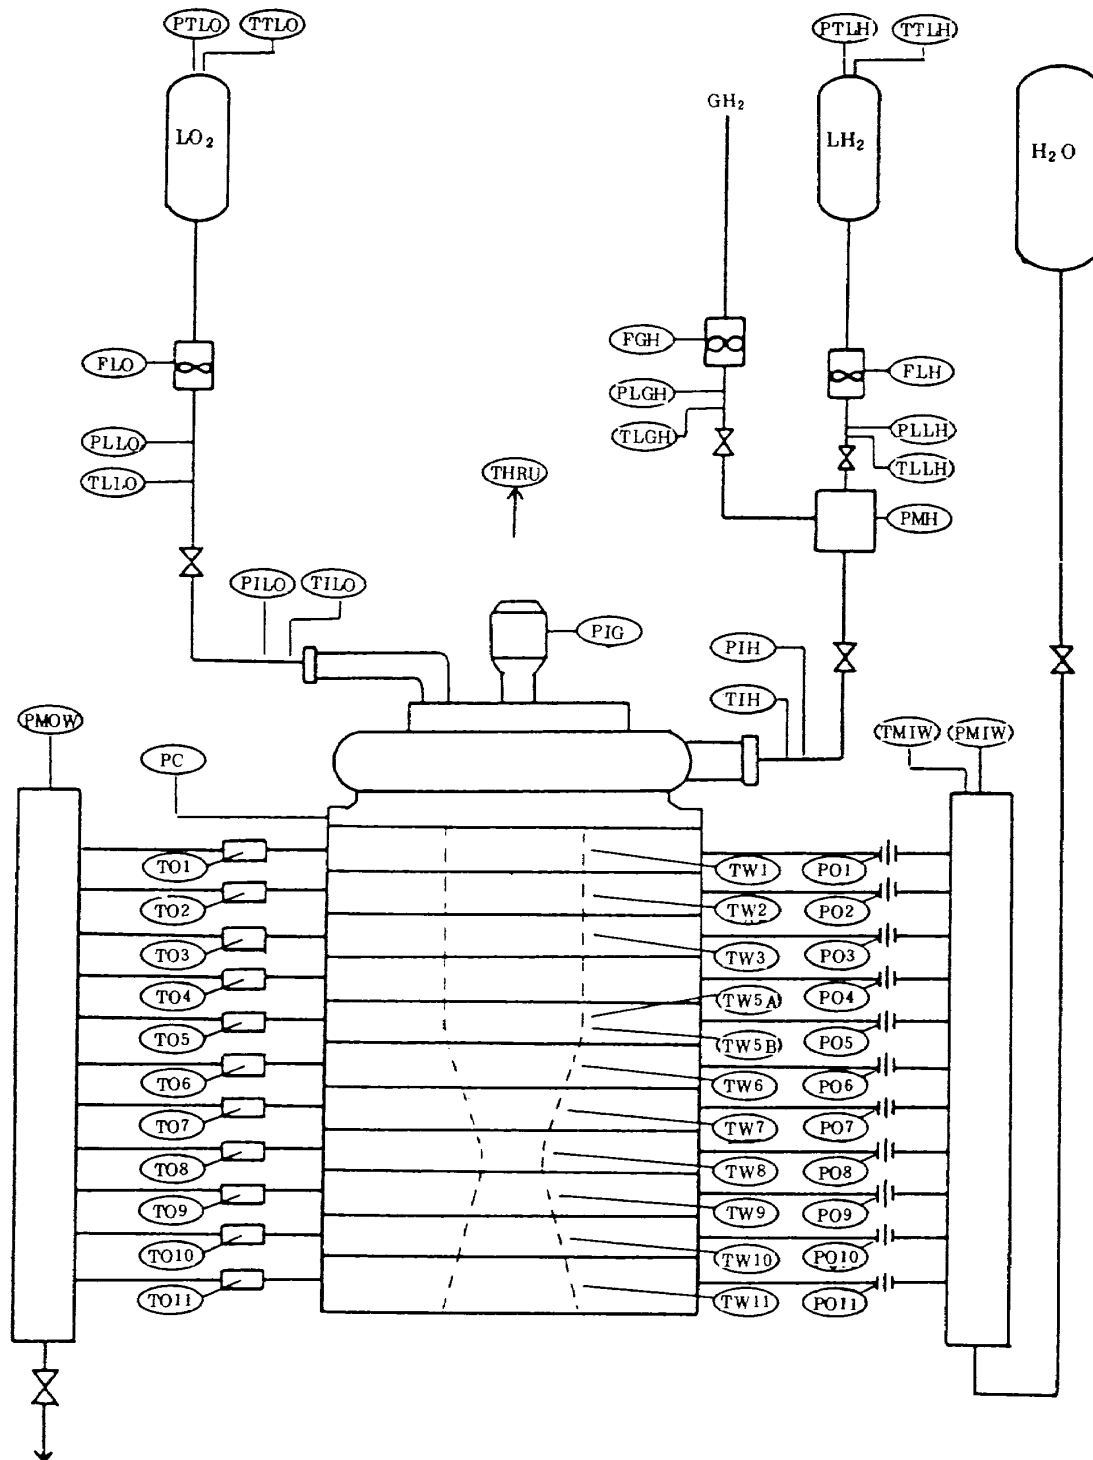 PTLO TTLO PTLH TTLH
GH₂
LO₂ LH₂ H₂O
FGH
FLO FLH
PLGH
PLLO TLGH PLLH
TLLO THRU TLLH
PMH
PILO TILO
PIG PIH
TIH
PMOW TMIW PMIW
PC
TO1 TW1 PO1
TO2 TW2 PO2
TO3 TW3 PO3
TO4 TW5A PO4
TO5 TW5B PO5
TO6 TW6 PO6
TO7 TW7 PO7
TO8 TW8 PO8
TO9 TW9 PO9
TO10 TW10 PO10
TO11 TW11 PO11